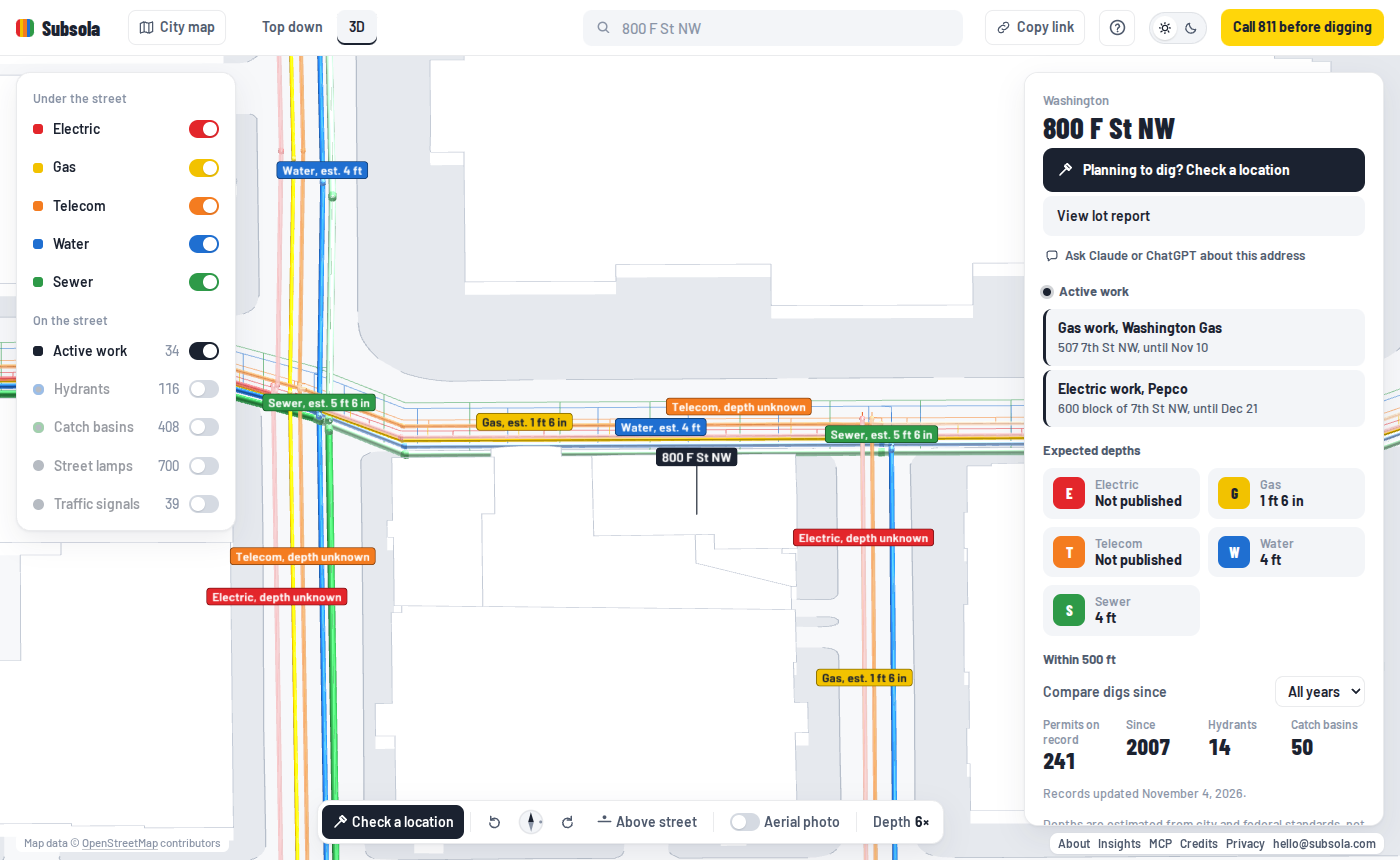 Subsola
City map
Top down
3D
800 F St NW
Copy link
Call 811 before digging
Under the street
Electric
Gas
Telecom
Water
Sewer
On the street
Active work 34
Hydrants 116
Catch basins 408
Street lamps 700
Traffic signals 39
Water, est. 4 ft
Sewer, est. 5 ft 6 in
Gas, est. 1 ft 6 in
Telecom, depth unknown
Water, est. 4 ft
Sewer, est. 5 ft 6 in
800 F St NW
Electric, depth unknown
Telecom, depth unknown
Electric, depth unknown
Gas, est. 1 ft 6 in
Washington
800 F St NW
Planning to dig? Check a location
View lot report
Ask Claude or ChatGPT about this address
Active work
Gas work, Washington Gas
507 7th St NW, until Nov 10
Electric work, Pepco
600 block of 7th St NW, until Dec 21
Expected depths
E Electric
Not published
G Gas
1 ft 6 in
T Telecom
Not published
W Water
4 ft
S Sewer
4 ft
Within 500 ft
Compare digs since All years
Permits on record
241
Since
2007
Hydrants
14
Catch basins
50
Records updated November 4, 2026.
Depths are estimated from city and federal standards, not
Check a location
Above street
Aerial photo
Depth 6×
Map data © OpenStreetMap contributors
About Insights MCP Credits Privacy hello@subsola.com